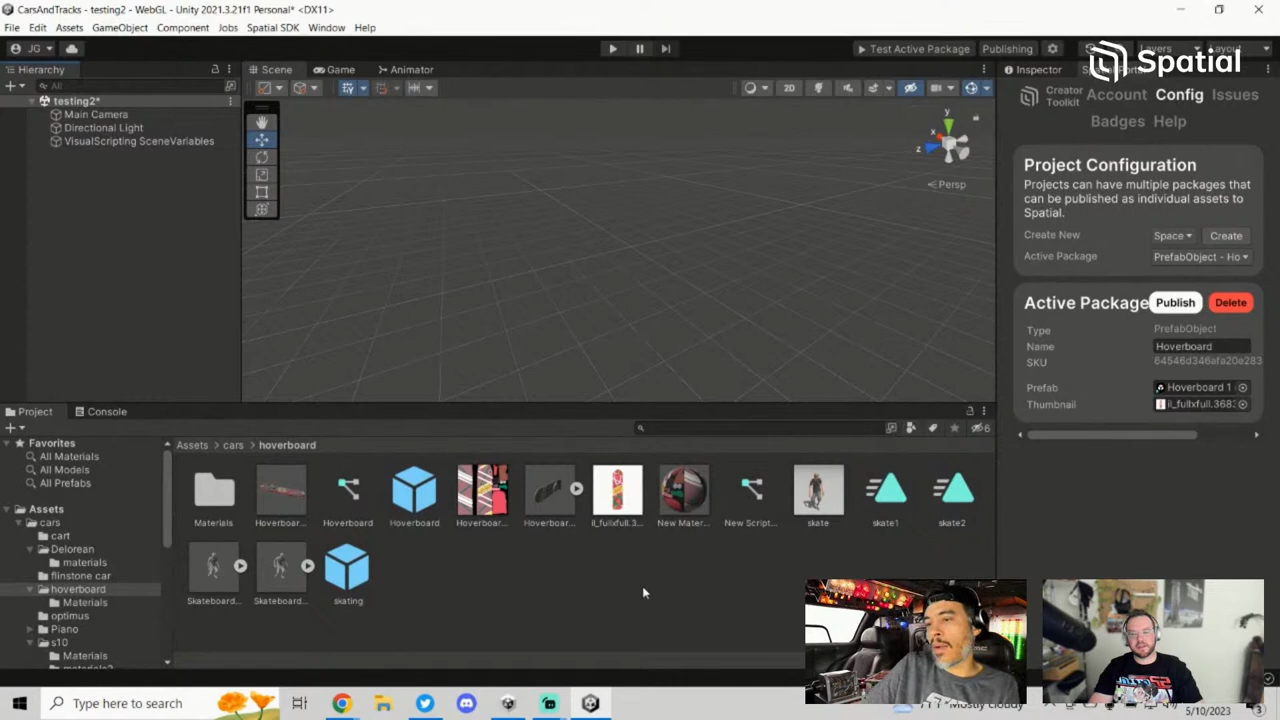 CarsAndTracks - testing2 - WebGL - Unity 2021.3.21f1 Personal* <DX11>
File Edit Assets GameObject Component Jobs Spatial SDK Window Help
JG
Test Active Package Publishing Layers Layout
Spatial
Hierarchy
All
testing2*
Main Camera
Directional Light
VisualScripting SceneVariables
Scene Game Animator
2D
y
x
z
Persp
Inspector
Creator Toolkit Account Config Issues
Badges Help
Project Configuration
Projects can have multiple packages that
can be published as individual assets to
Spatial.
Create New Space Create
Active Package PrefabObject - Ho
Active Package Publish Delete
Type PrefabObject
Name Hoverboard
SKU 64546d346afa20e283
Prefab Hoverboard 1
Thumbnail il_fullxfull.368
Project Console
6
Favorites
All Materials
All Models
All Prefabs
Assets
cars
cart
Delorean
materials
flinstone car
hoverboard
Materials
optimus
Piano
s10
Materials
materials2
Assets cars hoverboard
Materials Hoverboar... Hoverboard Hoverboard Hoverboar... Hoverboar... il_fullxfull.3... New Mater... New Script... skate skate1 skate2
Skateboard... Skateboard... skating
Type here to search
Mostly cloudy
5/10/2023
3